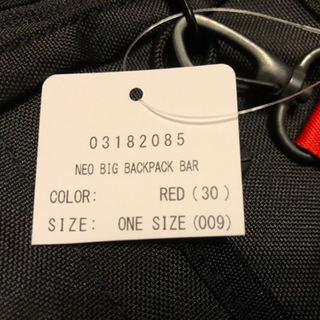 03182085
NEO BIG BACKPACK BAR
COLOR: RED (30)
SIZE: ONE SIZE (009)